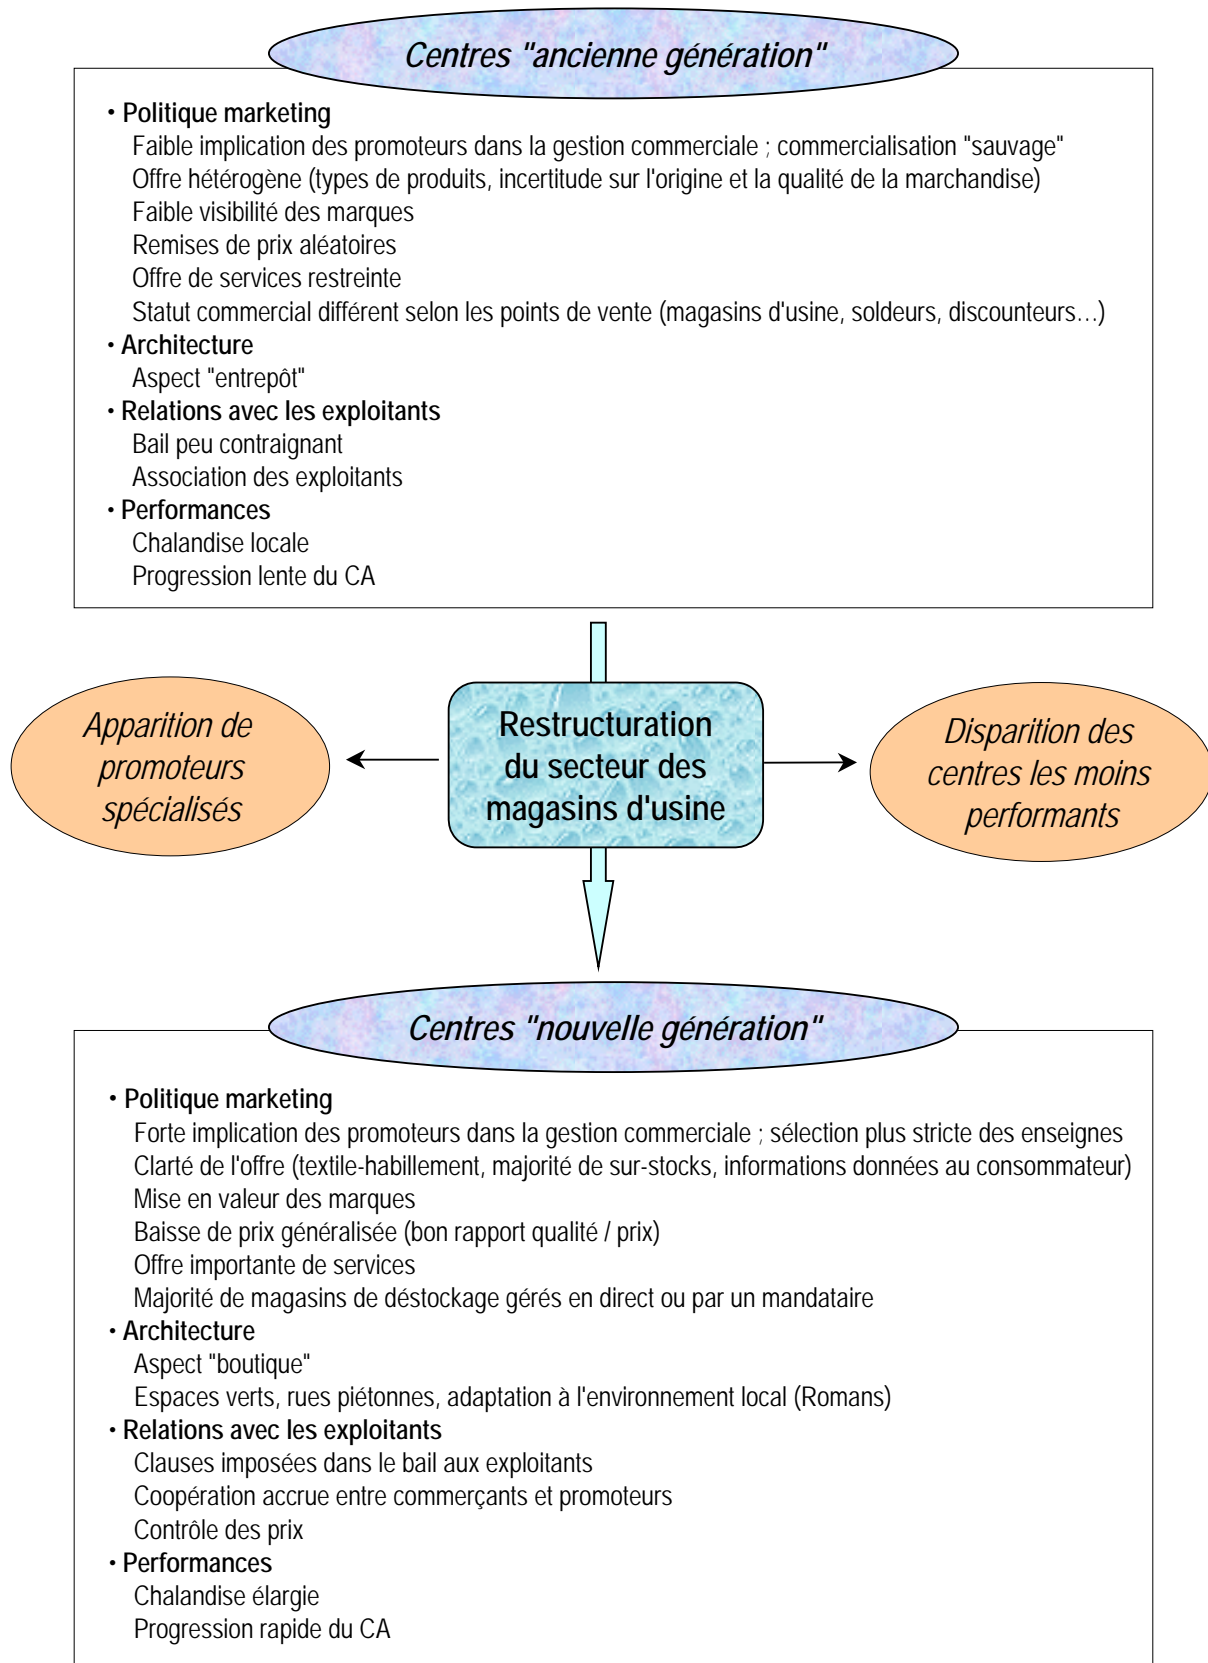 Centres "ancienne génération"
• Politique marketing
Faible implication des promoteurs dans la gestion commerciale ; commercialisation "sauvage"
Offre hétérogène (types de produits, incertitude sur l'origine et la qualité de la marchandise)
Faible visibilité des marques
Remises de prix aléatoires
Offre de services restreinte
Statut commercial différent selon les points de vente (magasins d'usine, soldeurs, discounteurs…)
• Architecture
Aspect "entrepôt"
• Relations avec les exploitants
Bail peu contraignant
Association des exploitants
• Performances
Chalandise locale
Progression lente du CA
Apparition de
promoteurs
spécialisés
Restructuration
du secteur des
magasins d'usine
Disparition des
centres les moins
performants
Centres "nouvelle génération"
• Politique marketing
Forte implication des promoteurs dans la gestion commerciale ; sélection plus stricte des enseignes
Clarté de l'offre (textile-habillement, majorité de sur-stocks, informations données au consommateur)
Mise en valeur des marques
Baisse de prix généralisée (bon rapport qualité / prix)
Offre importante de services
Majorité de magasins de déstockage gérés en direct ou par un mandataire
• Architecture
Aspect "boutique"
Espaces verts, rues piétonnes, adaptation à l'environnement local (Romans)
• Relations avec les exploitants
Clauses imposées dans le bail aux exploitants
Coopération accrue entre commerçants et promoteurs
Contrôle des prix
• Performances
Chalandise élargie
Progression rapide du CA